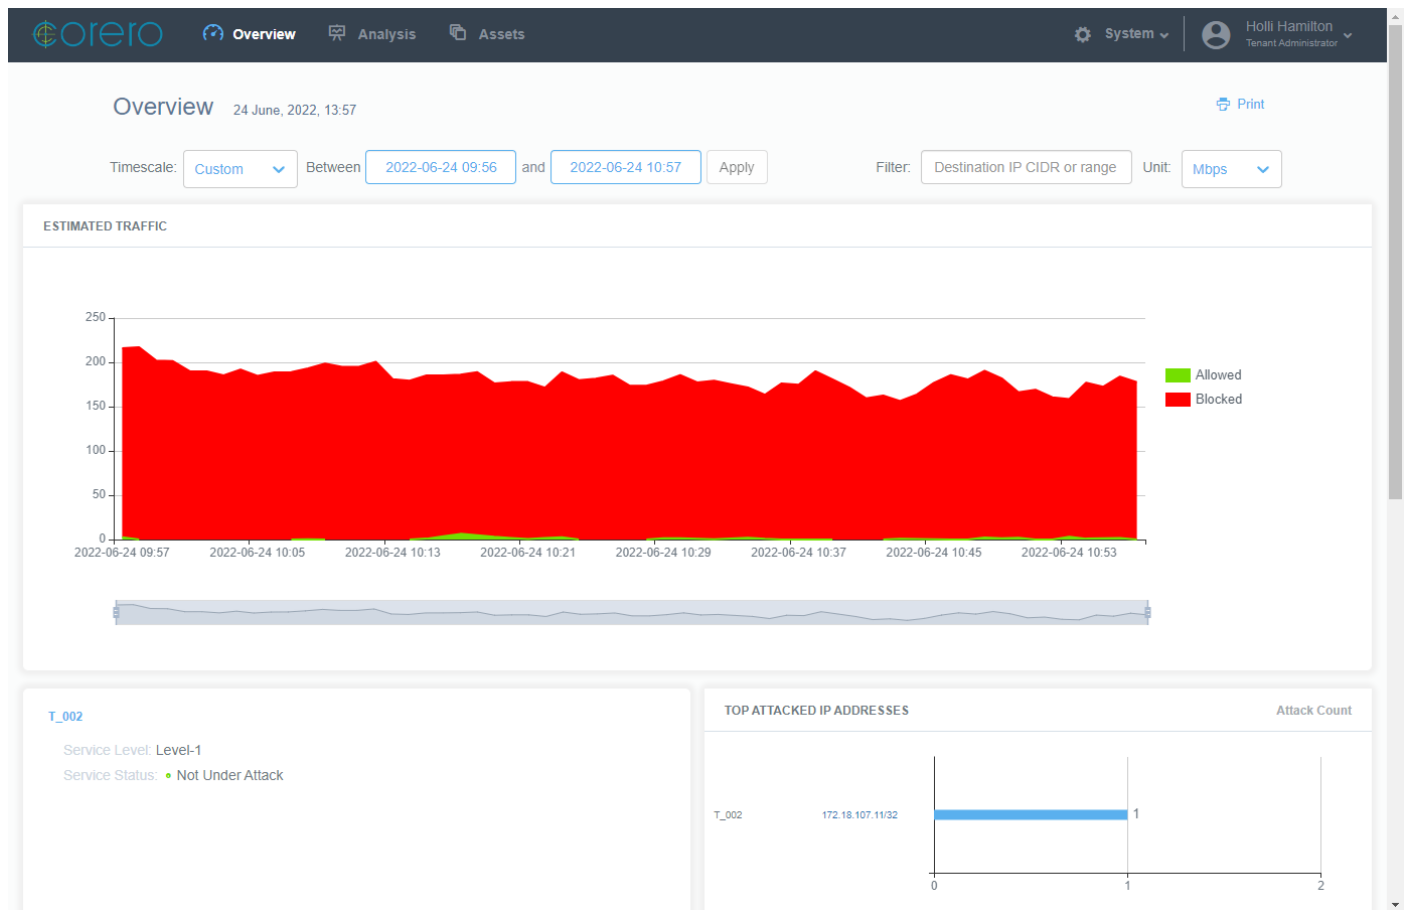 corero Overview Analysis Assets System Holli Hamilton
Tenant Administrator
Overview 24 June, 2022, 13:57 Print
Timescale: Custom Between 2022-06-24 09:56 and 2022-06-24 10:57 Apply Filter: Destination IP CIDR or range Unit: Mbps
ESTIMATED TRAFFIC
250
200
150
100
50
0
Allowed
Blocked
2022-06-24 09:57 2022-06-24 10:05 2022-06-24 10:13 2022-06-24 10:21 2022-06-24 10:29 2022-06-24 10:37 2022-06-24 10:45 2022-06-24 10:53
T_002
Service Level: Level-1
Service Status: Not Under Attack
TOP ATTACKED IP ADDRESSES Attack Count
T_002 172.18.107.11/32 1
0 1 2